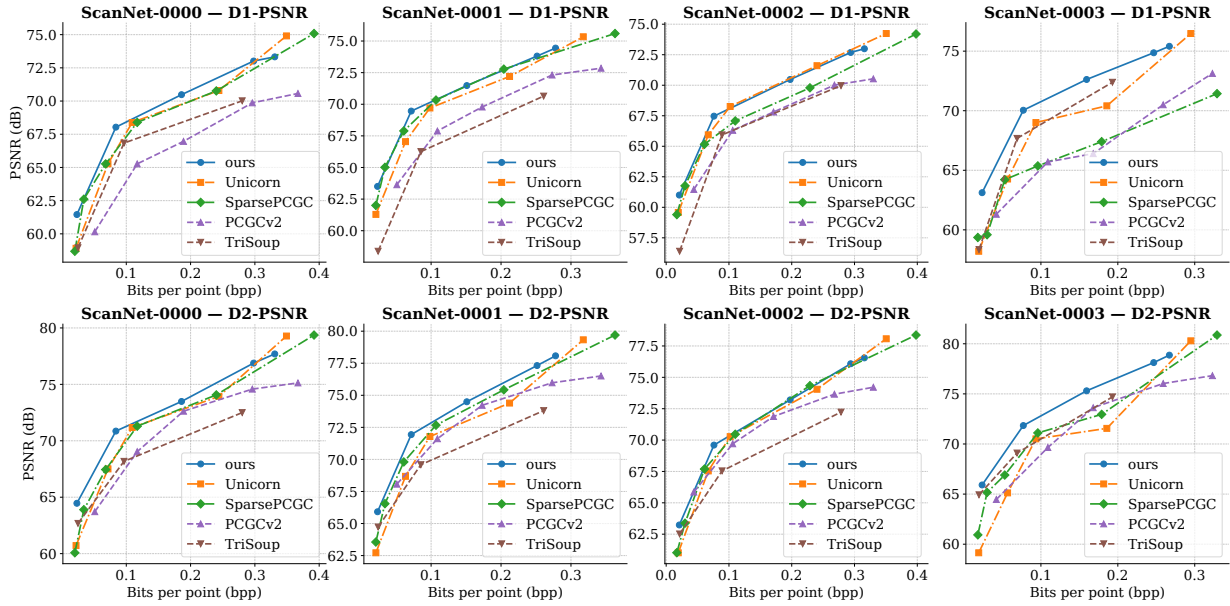 ScanNet-0000 — D1-PSNR
PSNR (dB)
75.0
72.5
70.0
67.5
65.0
62.5
60.0
0.1
0.2
0.3
0.4
Bits per point (bpp)
ours
Unicorn
SparsePCGC
PCGCv2
TriSoup
ScanNet-0001 — D1-PSNR
75.0
72.5
70.0
67.5
65.0
62.5
60.0
0.1
0.2
0.3
Bits per point (bpp)
ours
Unicorn
SparsePCGC
PCGCv2
TriSoup
ScanNet-0002 — D1-PSNR
75.0
72.5
70.0
67.5
65.0
62.5
60.0
57.5
0.0
0.1
0.2
0.3
0.4
Bits per point (bpp)
ours
Unicorn
SparsePCGC
PCGCv2
TriSoup
ScanNet-0003 — D1-PSNR
75
70
65
60
0.1
0.2
0.3
Bits per point (bpp)
ours
Unicorn
SparsePCGC
PCGCv2
TriSoup
ScanNet-0000 — D2-PSNR
PSNR (dB)
80
75
70
65
60
0.1
0.2
0.3
0.4
Bits per point (bpp)
ours
Unicorn
SparsePCGC
PCGCv2
TriSoup
ScanNet-0001 — D2-PSNR
80.0
77.5
75.0
72.5
70.0
67.5
65.0
62.5
0.1
0.2
0.3
Bits per point (bpp)
ours
Unicorn
SparsePCGC
PCGCv2
TriSoup
ScanNet-0002 — D2-PSNR
77.5
75.0
72.5
70.0
67.5
65.0
62.5
0.0
0.1
0.2
0.3
0.4
Bits per point (bpp)
ours
Unicorn
SparsePCGC
PCGCv2
TriSoup
ScanNet-0003 — D2-PSNR
80
75
70
65
60
0.1
0.2
0.3
Bits per point (bpp)
ours
Unicorn
SparsePCGC
PCGCv2
TriSoup